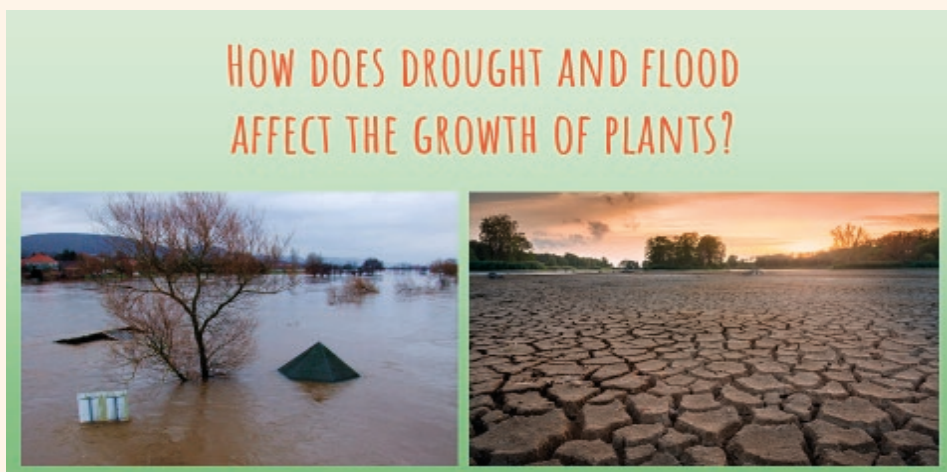 How does drought and flood
affect the growth of plants?